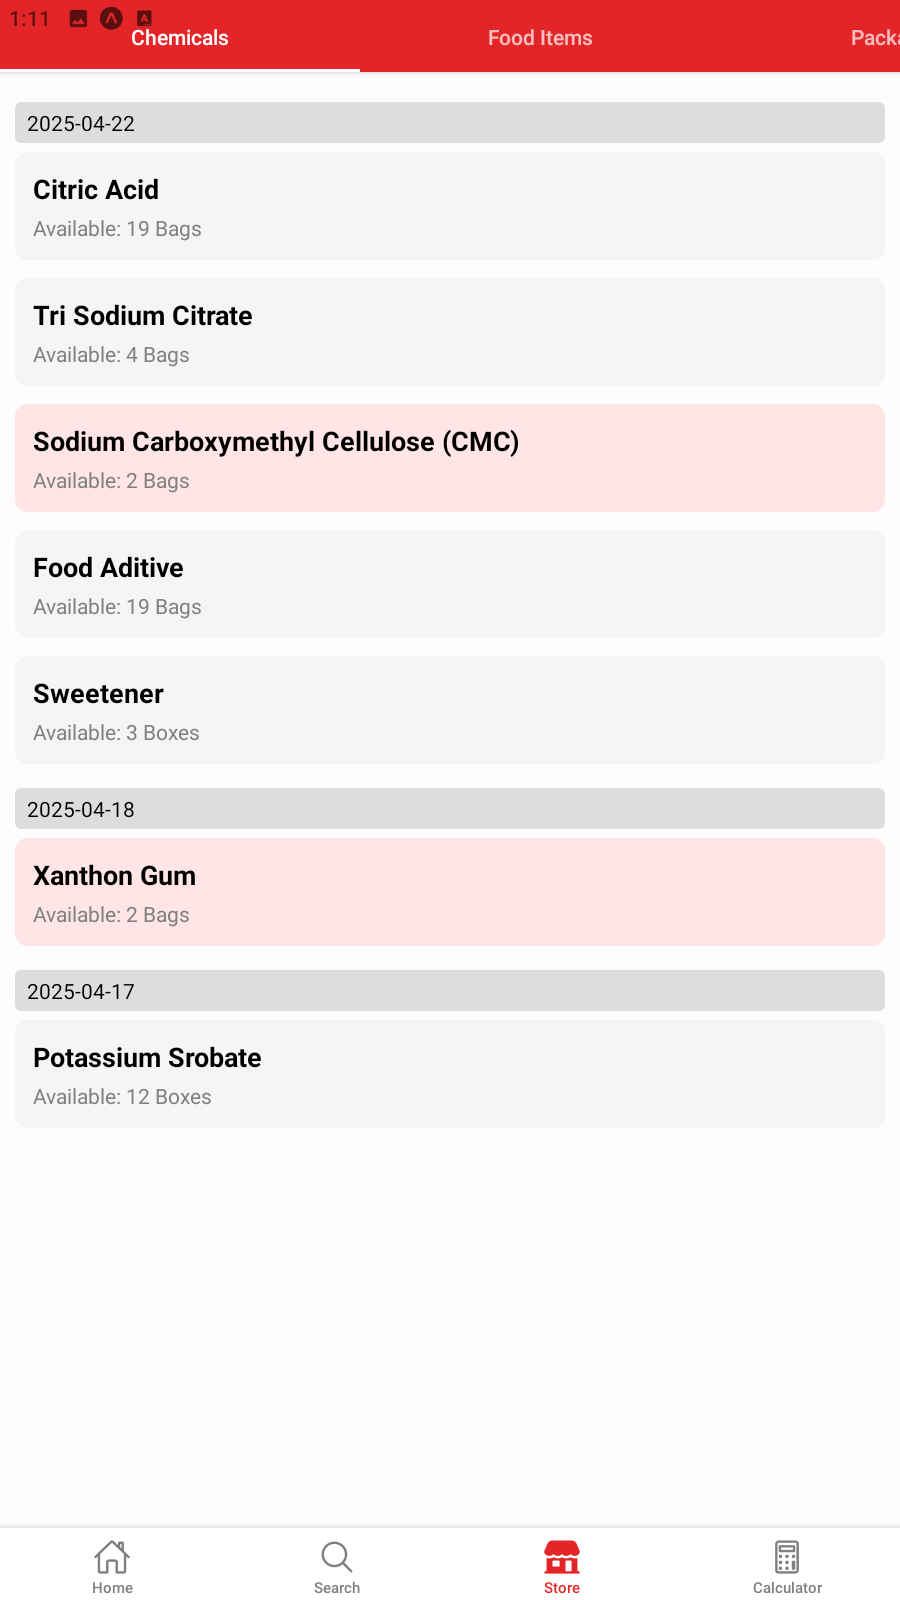 1:11
Chemicals
Food Items
Packa
2025-04-22
Citric Acid
Available: 19 Bags
Tri Sodium Citrate
Available: 4 Bags
Sodium Carboxymethyl Cellulose (CMC)
Available: 2 Bags
Food Aditive
Available: 19 Bags
Sweetener
Available: 3 Boxes
2025-04-18
Xanthon Gum
Available: 2 Bags
2025-04-17
Potassium Srobate
Available: 12 Boxes
Home
Search
Store
Calculator